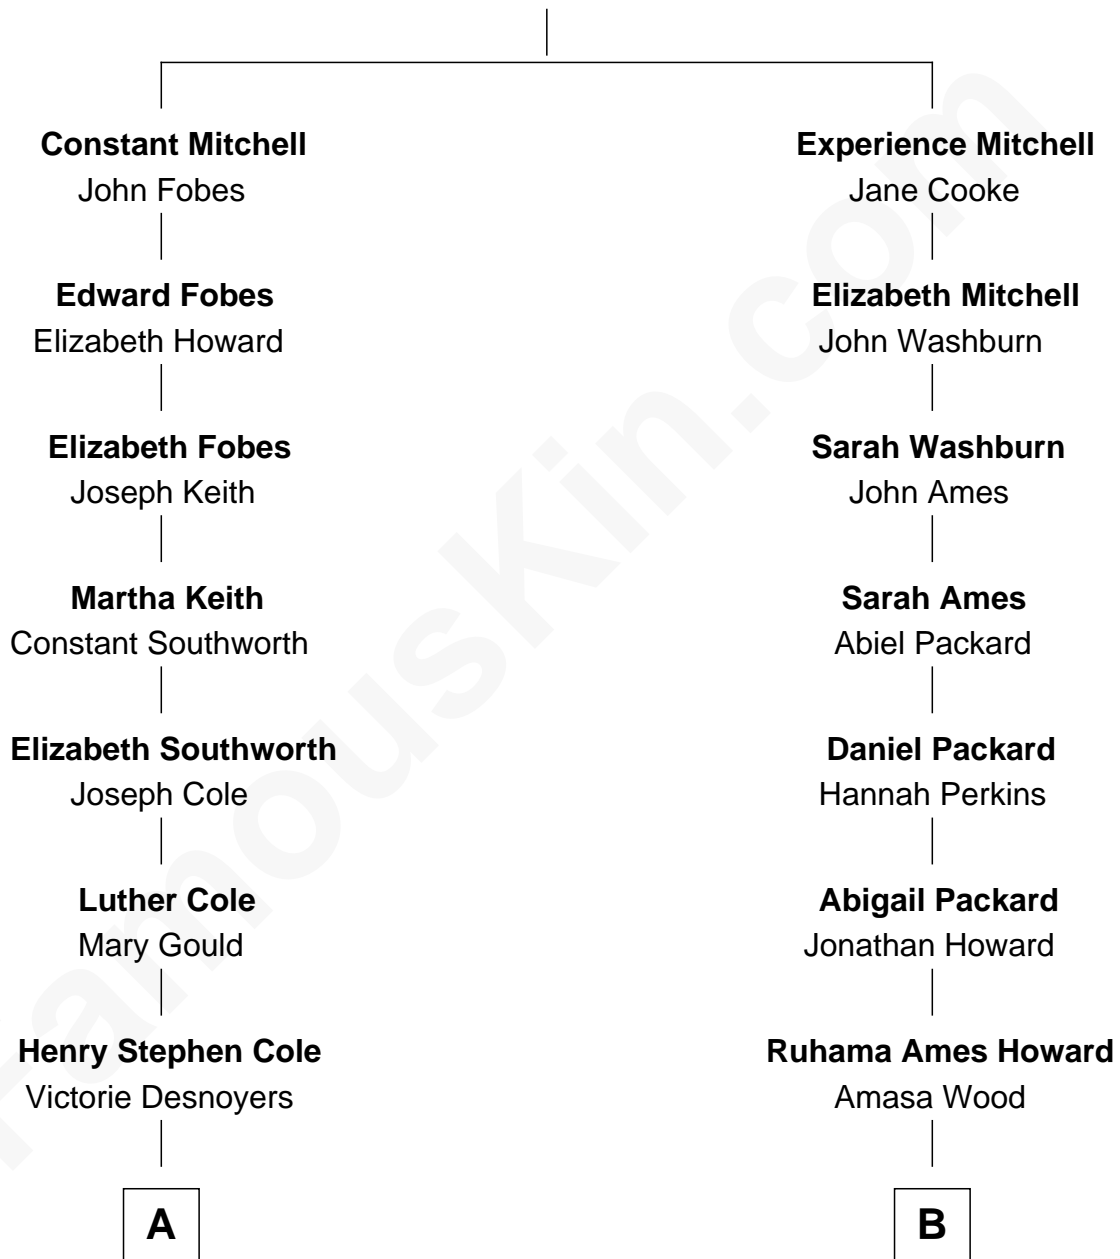 Constant Mitchell
John Fobes
Experience Mitchell
Jane Cooke
Edward Fobes
Elizabeth Howard
Elizabeth Mitchell
John Washburn
Elizabeth Fobes
Joseph Keith
Sarah Washburn
John Ames
Martha Keith
Constant Southworth
Sarah Ames
Abiel Packard
Elizabeth Southworth
Joseph Cole
Daniel Packard
Hannah Perkins
Luther Cole
Mary Gould
Abigail Packard
Jonathan Howard
Henry Stephen Cole
Victorie Desnoyers
Ruhama Ames Howard
Amasa Wood
A
B
FamousKin.com